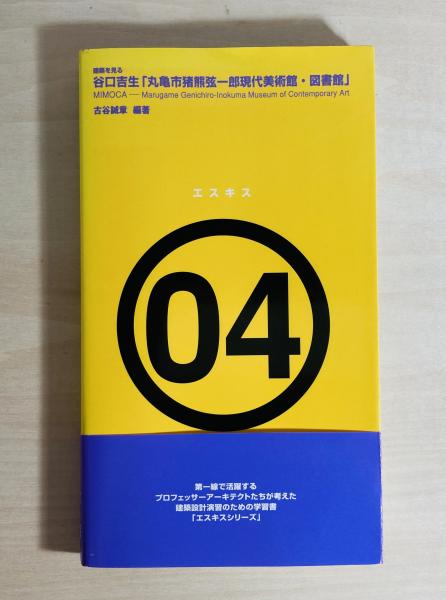 建築を見る
谷口吉生「丸亀市猪熊弦一郎現代美術館・図書館」
MIMOCA — Marugame Genichiro-Inokuma Museum of Contemporary Art
古谷誠章 編著
エスキス
04
第一線で活躍する
プロフェッサーアーキテクトたちが考えた
建築設計演習のための学習書
「エスキスシリーズ」